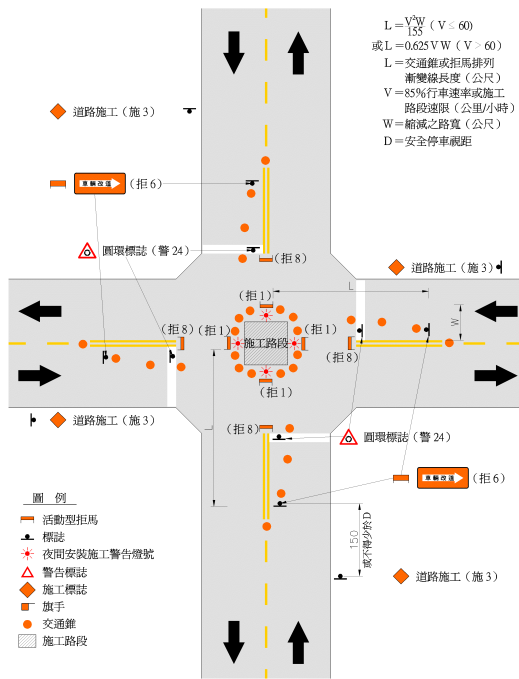 L＝V²W/155（V≤60）
或L＝0.625VW（V＞60）
L＝交通錐或拒馬排列
漸變線長度（公尺）
V＝85％行車速率或施工
路段速限（公里/小時）
W＝縮減之路寬（公尺）
D＝安全停車視距
道路施工（施3）
車輛改道
（拒6）
圓環標誌（警24）
（拒8）
道路施工（施3）
L
W
（拒1）
（拒8）
（拒1）
（拒1）
（拒8）
施工路段
（拒1）
道路施工（施3）
L
（拒8）
圓環標誌（警24）
車輛改道
（拒6）
150
或不得少於D
道路施工（施3）
圖 例
活動型拒馬
標誌
夜間安裝施工警告燈號
警告標誌
施工標誌
旗手
交通錐
施工路段